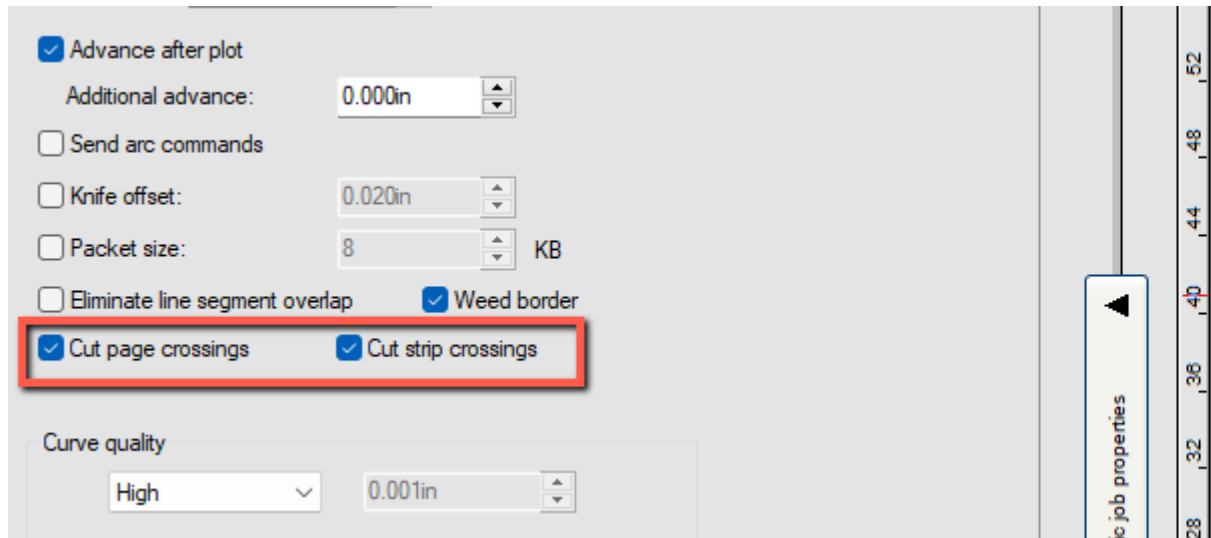 Advance after plot
Additional advance: 0.000in
Send arc commands
Knife offset: 0.020in
Packet size: 8 KB
Eliminate line segment overlap Weed border
Cut page crossings Cut strip crossings
Curve quality
High 0.001in
52
48
44
40
36
32
28
job properties